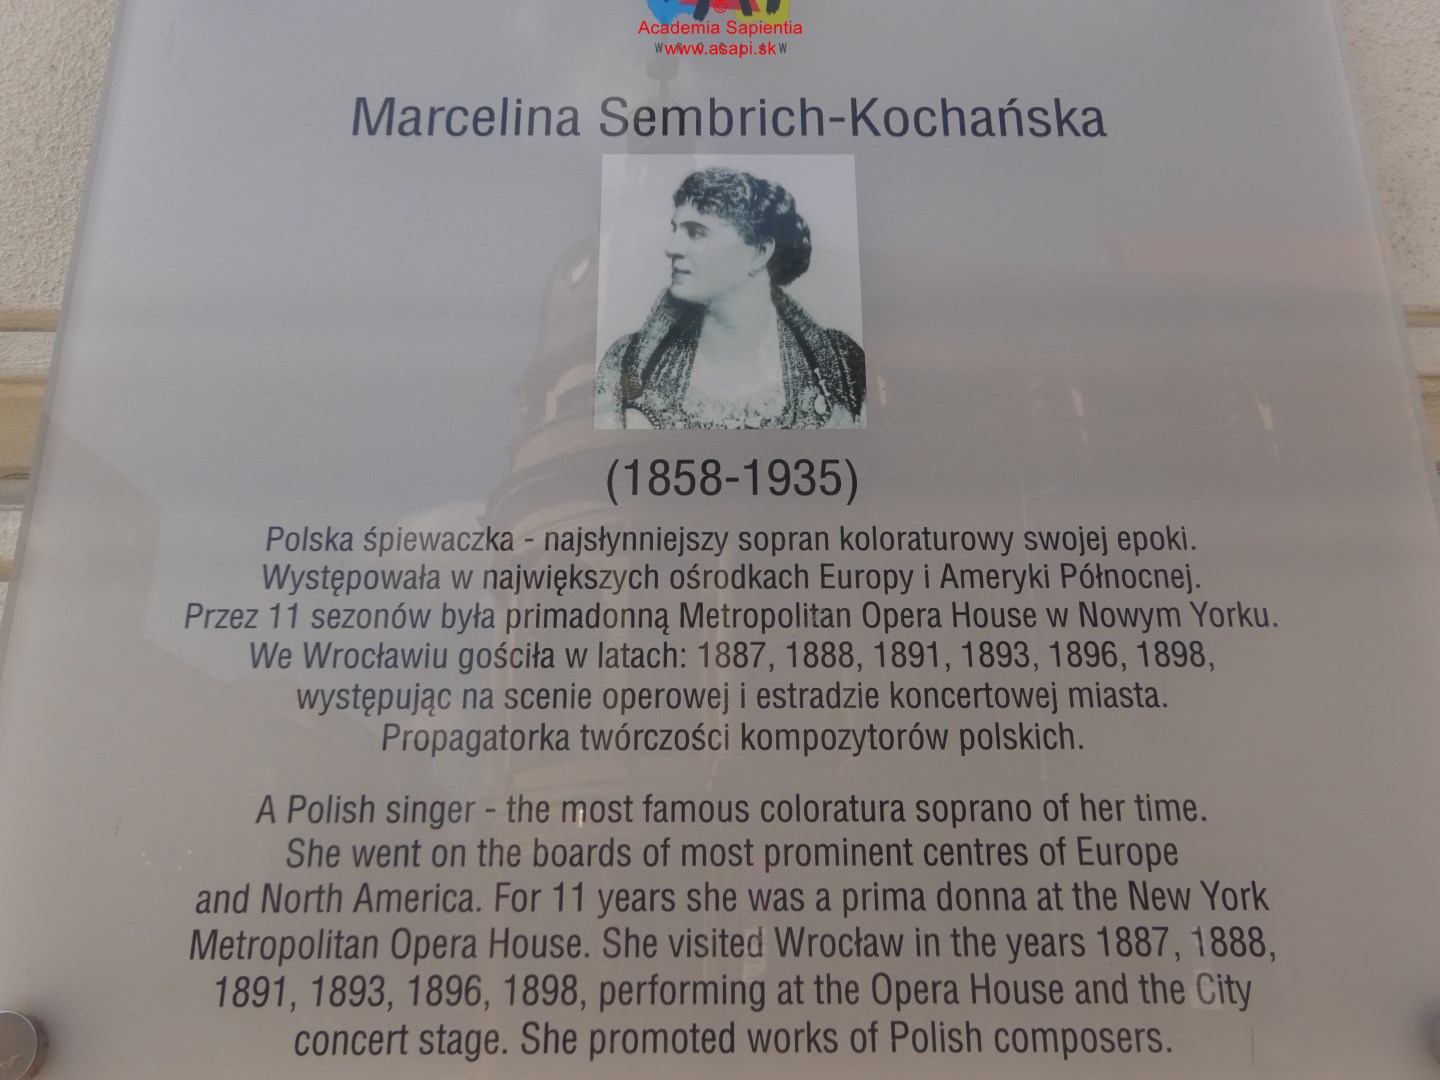 ©
Academia Sapientia
www.asapi.sk
Marcelina Sembrich-Kochańska
(1858-1935)
Polska śpiewaczka - najsłynniejszy sopran koloraturowy swojej epoki.
Występowała w największych ośrodkach Europy i Ameryki Północnej.
Przez 11 sezonów była primadonną Metropolitan Opera House w Nowym Yorku.
We Wrocławiu gościła w latach: 1887, 1888, 1891, 1893, 1896, 1898,
występując na scenie operowej i estradzie koncertowej miasta.
Propagatorka twórczości kompozytorów polskich.
A Polish singer - the most famous coloratura soprano of her time.
She went on the boards of most prominent centres of Europe
and North America. For 11 years she was a prima donna at the New York
Metropolitan Opera House. She visited Wrocław in the years 1887, 1888,
1891, 1893, 1896, 1898, performing at the Opera House and the City
concert stage. She promoted works of Polish composers.